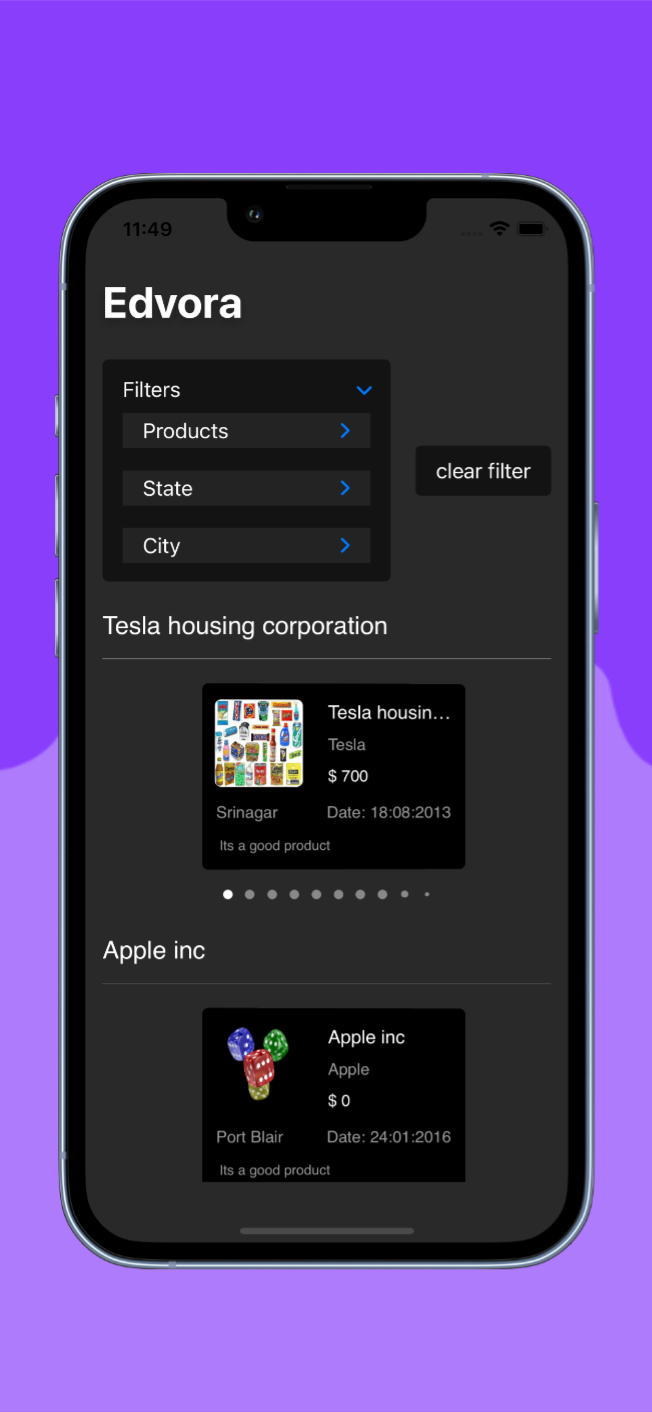 11:49
Edvora
Filters
Products
State
City
clear filter
Tesla housing corporation
Tesla housin...
Tesla
$ 700
Srinagar
Date: 18:08:2013
Its a good product
Apple inc
Apple inc
Apple
$ 0
Port Blair
Date: 24:01:2016
Its a good product